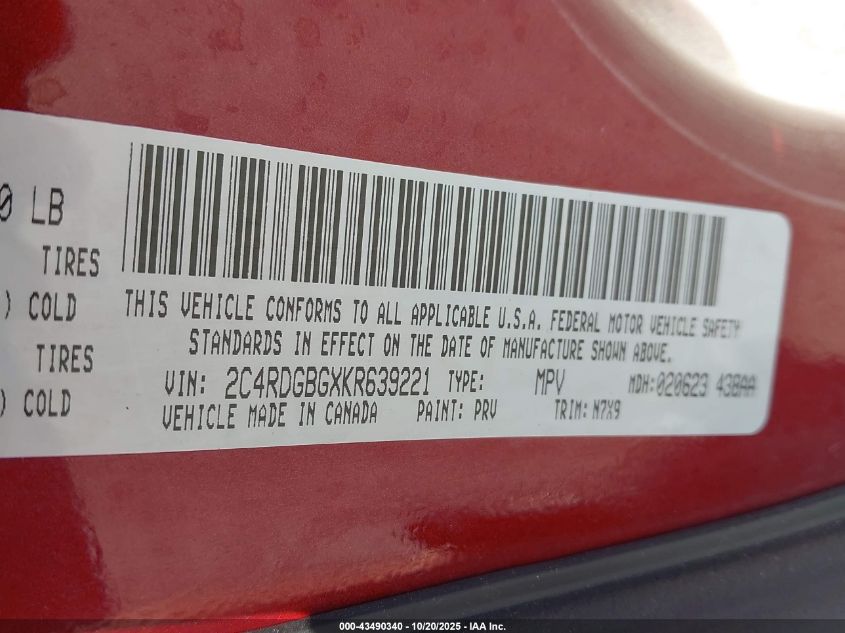 0 LB
TIRES
) COLD
TIRES
) COLD
THIS VEHICLE CONFORMS TO ALL APPLICABLE U.S.A. FEDERAL MOTOR VEHICLE SAFETY
STANDARDS IN EFFECT ON THE DATE OF MANUFACTURE SHOWN ABOVE.
VIN: 2C4RDGBGXKR639221 TYPE: MPV MDH:020623 438AA
VEHICLE MADE IN CANADA PAINT: PRV TRIM: N7X9
000-43490340 - 10/20/2025 - IAA Inc.